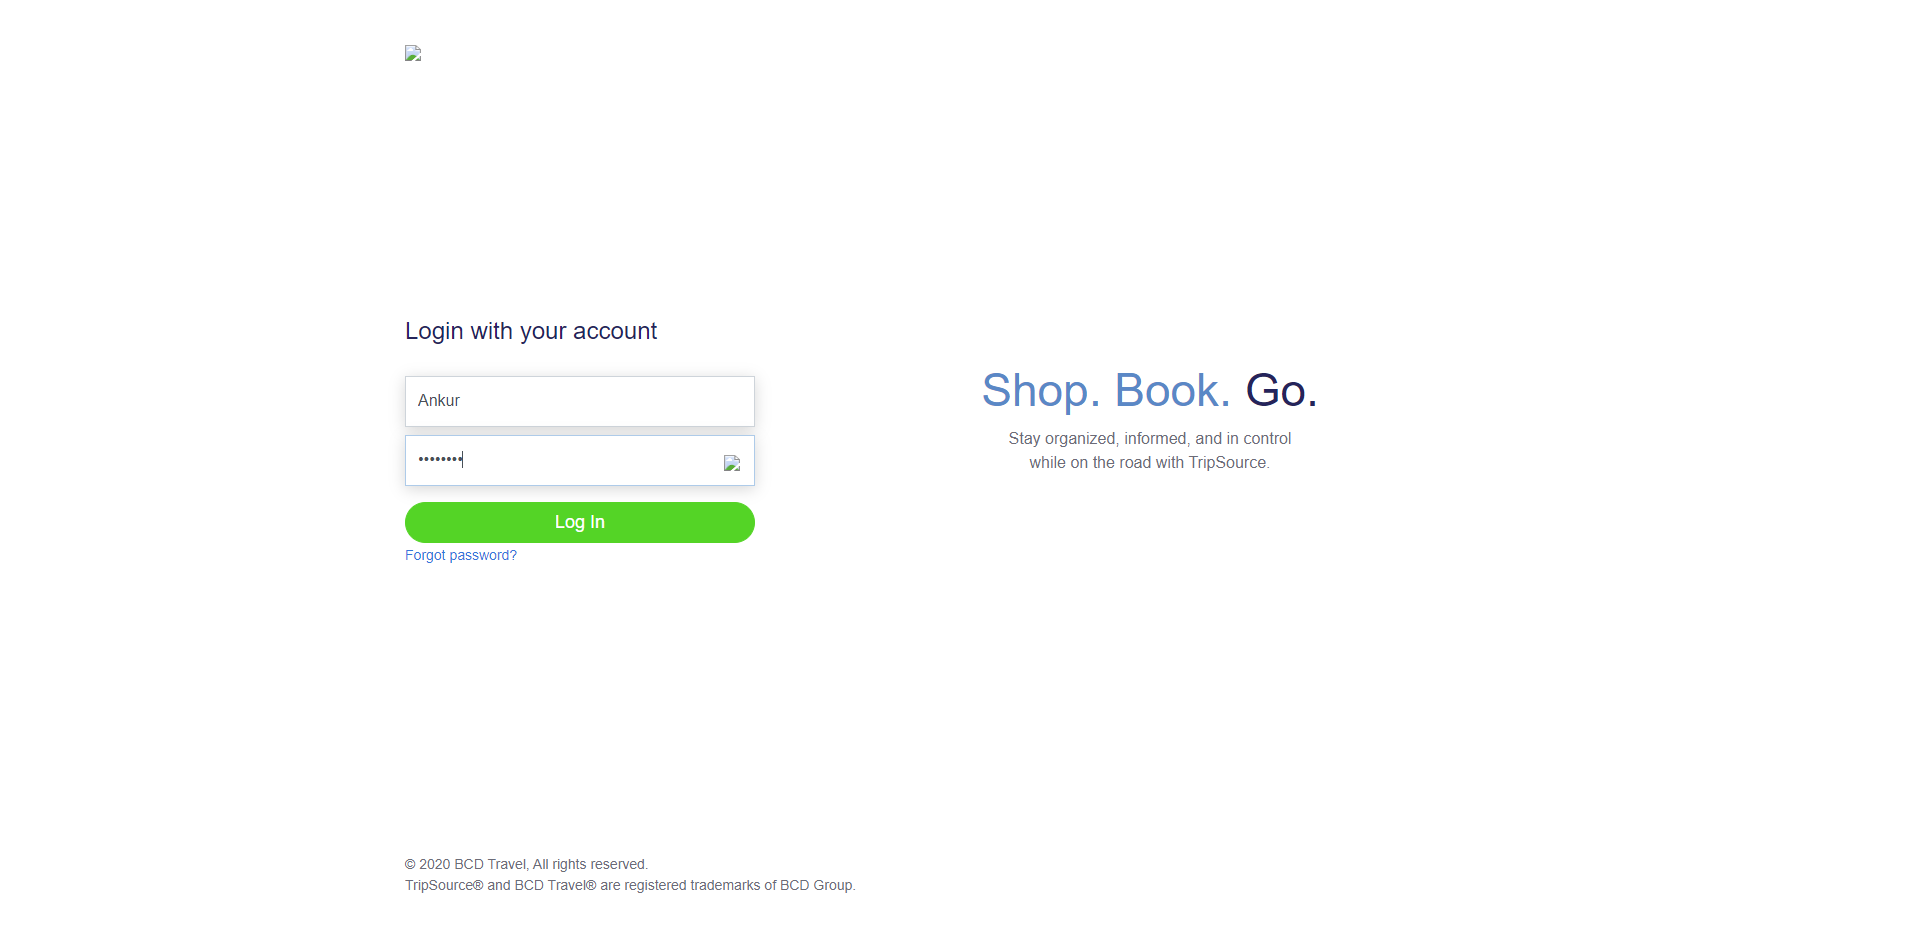 Login with your account
Ankur
••••••••
Log In
Forgot password?
Shop. Book. Go.
Stay organized, informed, and in control
while on the road with TripSource.
© 2020 BCD Travel, All rights reserved.
TripSource® and BCD Travel® are registered trademarks of BCD Group.